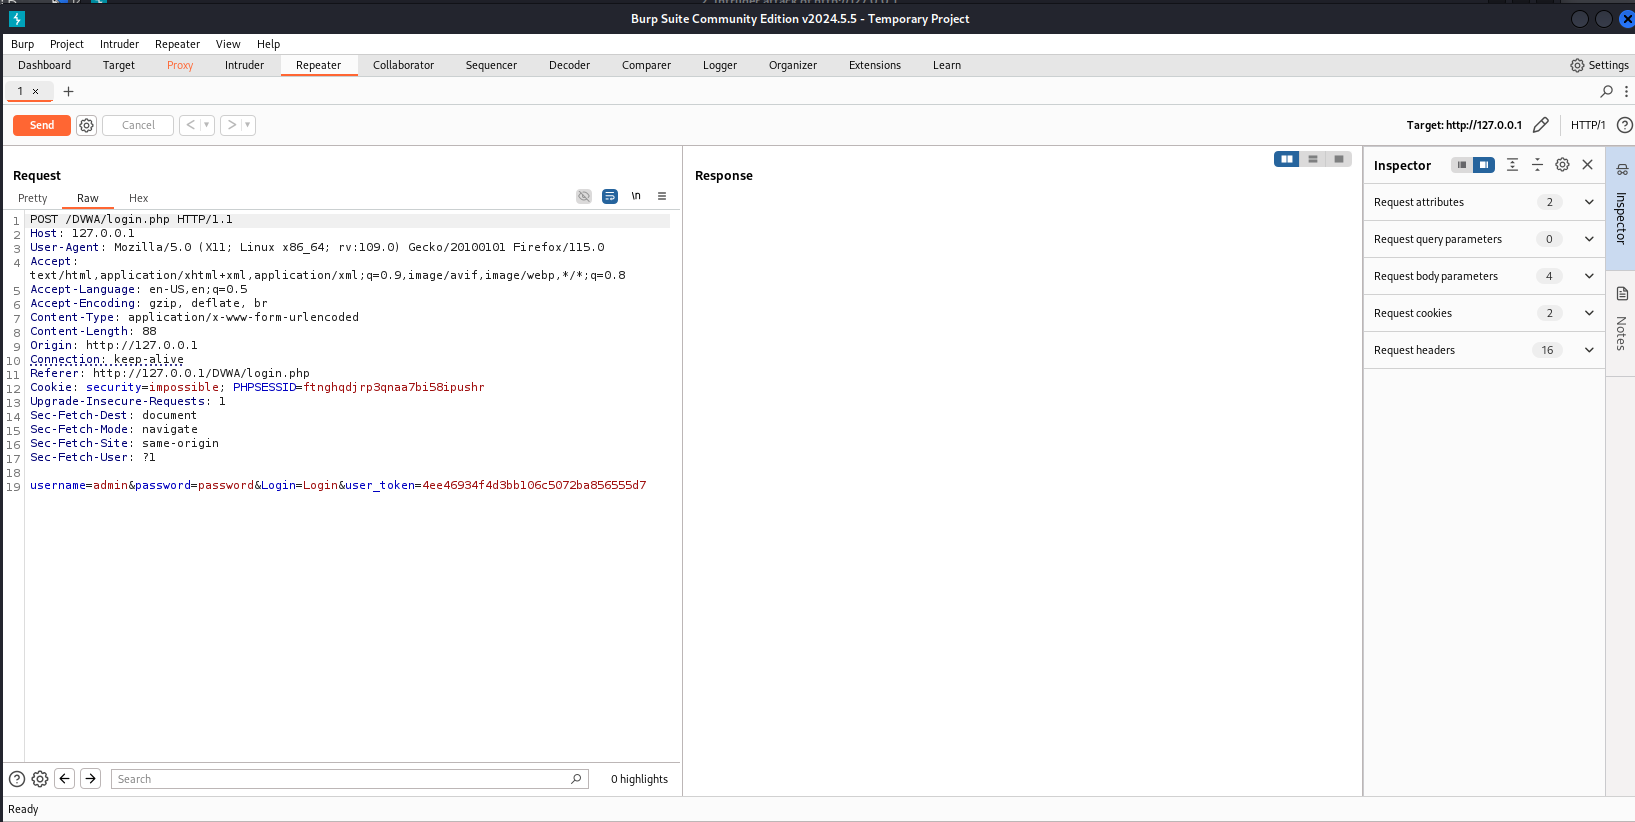 Burp Suite Community Edition v2024.5.5 - Temporary Project
Burp Project Intruder Repeater View Help
Dashboard Target Proxy Intruder Repeater Collaborator Sequencer Decoder Comparer Logger Organizer Extensions Learn Settings
1 × +
Send Cancel < > Target: http://127.0.0.1 HTTP/1 ?
Request
Pretty Raw Hex \n
1 POST /DVWA/login.php HTTP/1.1
2 Host: 127.0.0.1
3 User-Agent: Mozilla/5.0 (X11; Linux x86_64; rv:109.0) Gecko/20100101 Firefox/115.0
4 Accept:
text/html,application/xhtml+xml,application/xml;q=0.9,image/avif,image/webp,*/*;q=0.8
5 Accept-Language: en-US,en;q=0.5
6 Accept-Encoding: gzip, deflate, br
7 Content-Type: application/x-www-form-urlencoded
8 Content-Length: 88
9 Origin: http://127.0.0.1
10 Connection: keep-alive
11 Referer: http://127.0.0.1/DVWA/login.php
12 Cookie: security=impossible; PHPSESSID=ftnghqdjrp3qnaa7bi58ipushr
13 Upgrade-Insecure-Requests: 1
14 Sec-Fetch-Dest: document
15 Sec-Fetch-Mode: navigate
16 Sec-Fetch-Site: same-origin
17 Sec-Fetch-User: ?1
18
19 username=admin&password=password&Login=Login&user_token=4ee46934f4d3bb106c5072ba856555d7
? Search 0 highlights
Response
Inspector
Request attributes 2
Request query parameters 0
Request body parameters 4
Request cookies 2
Request headers 16
Inspector
Notes
Ready